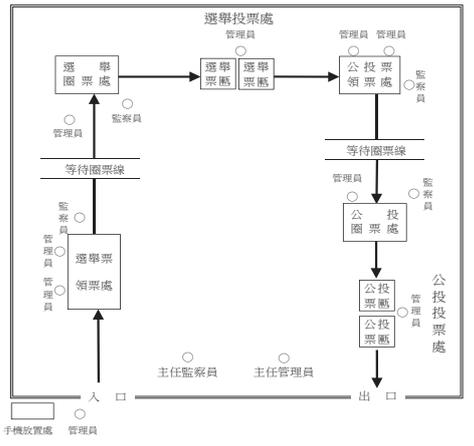 選舉投票處
管理員
管理員 管理員
選舉
圈票處
選舉
票匭
選舉
票匭
公投票
領票處
監察員
監察員
管理員
等待圈票線
等待圈票線
管理員
監察員
監察員
公投
圈票處
管理員
選舉票
領票處
管理員
公投
票匭
管理員
公投
票匭
公投投票處
主任監察員
主任管理員
入口
出口
手機放置處
管理員